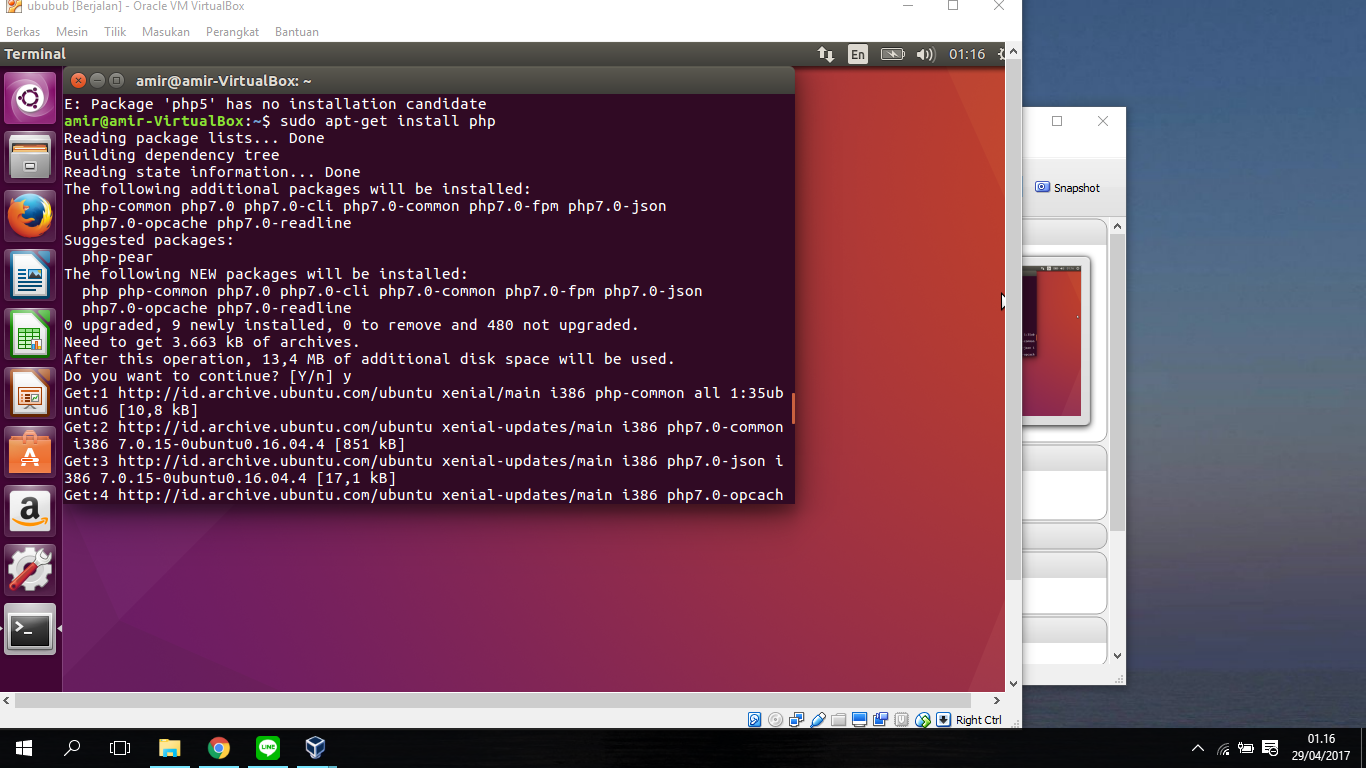 ububub [Berjalan] - Oracle VM VirtualBox
Berkas Mesin Tilik Masukan Perangkat Bantuan
Terminal En 01:16
amir@amir-VirtualBox: ~
E: Package 'php5' has no installation candidate
amir@amir-VirtualBox:~$ sudo apt-get install php
Reading package lists... Done
Building dependency tree
Reading state information... Done
The following additional packages will be installed:
php-common php7.0 php7.0-cli php7.0-common php7.0-fpm php7.0-json
php7.0-opcache php7.0-readline
Suggested packages:
php-pear
The following NEW packages will be installed:
php php-common php7.0 php7.0-cli php7.0-common php7.0-fpm php7.0-json
php7.0-opcache php7.0-readline
0 upgraded, 9 newly installed, 0 to remove and 480 not upgraded.
Need to get 3.663 kB of archives.
After this operation, 13,4 MB of additional disk space will be used.
Do you want to continue? [Y/n] y
Get:1 http://id.archive.ubuntu.com/ubuntu xenial/main i386 php-common all 1:35ub
untu6 [10,8 kB]
Get:2 http://id.archive.ubuntu.com/ubuntu xenial-updates/main i386 php7.0-common
i386 7.0.15-0ubuntu0.16.04.4 [851 kB]
Get:3 http://id.archive.ubuntu.com/ubuntu xenial-updates/main i386 php7.0-json i
386 7.0.15-0ubuntu0.16.04.4 [17,1 kB]
Get:4 http://id.archive.ubuntu.com/ubuntu xenial-updates/main i386 php7.0-opcach
Snapshot
Right Ctrl
LINE
01.16
29/04/2017